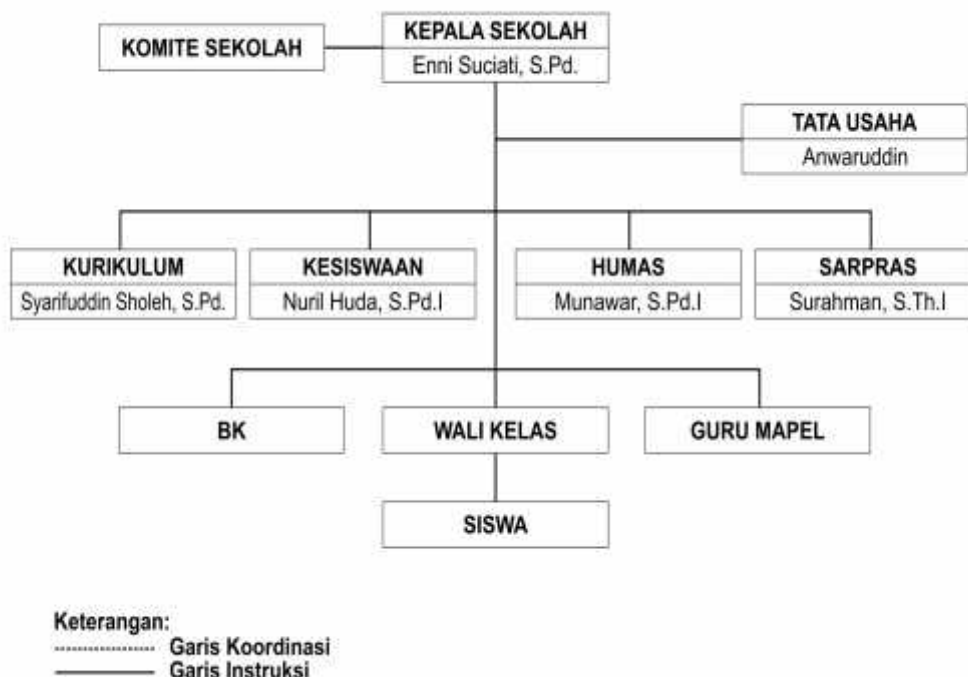 KOMITE SEKOLAH
KEPALA SEKOLAH
Enni Suciati, S.Pd.
TATA USAHA
Anwaruddin
KURIKULUM
Syarifuddin Sholeh, S.Pd.
KESISWAAN
Nuril Huda, S.Pd.I
HUMAS
Munawar, S.Pd.I
SARPRAS
Surahman, S.Th.I
BK
WALI KELAS
GURU MAPEL
SISWA
Keterangan:
Garis Koordinasi
Garis Instruksi